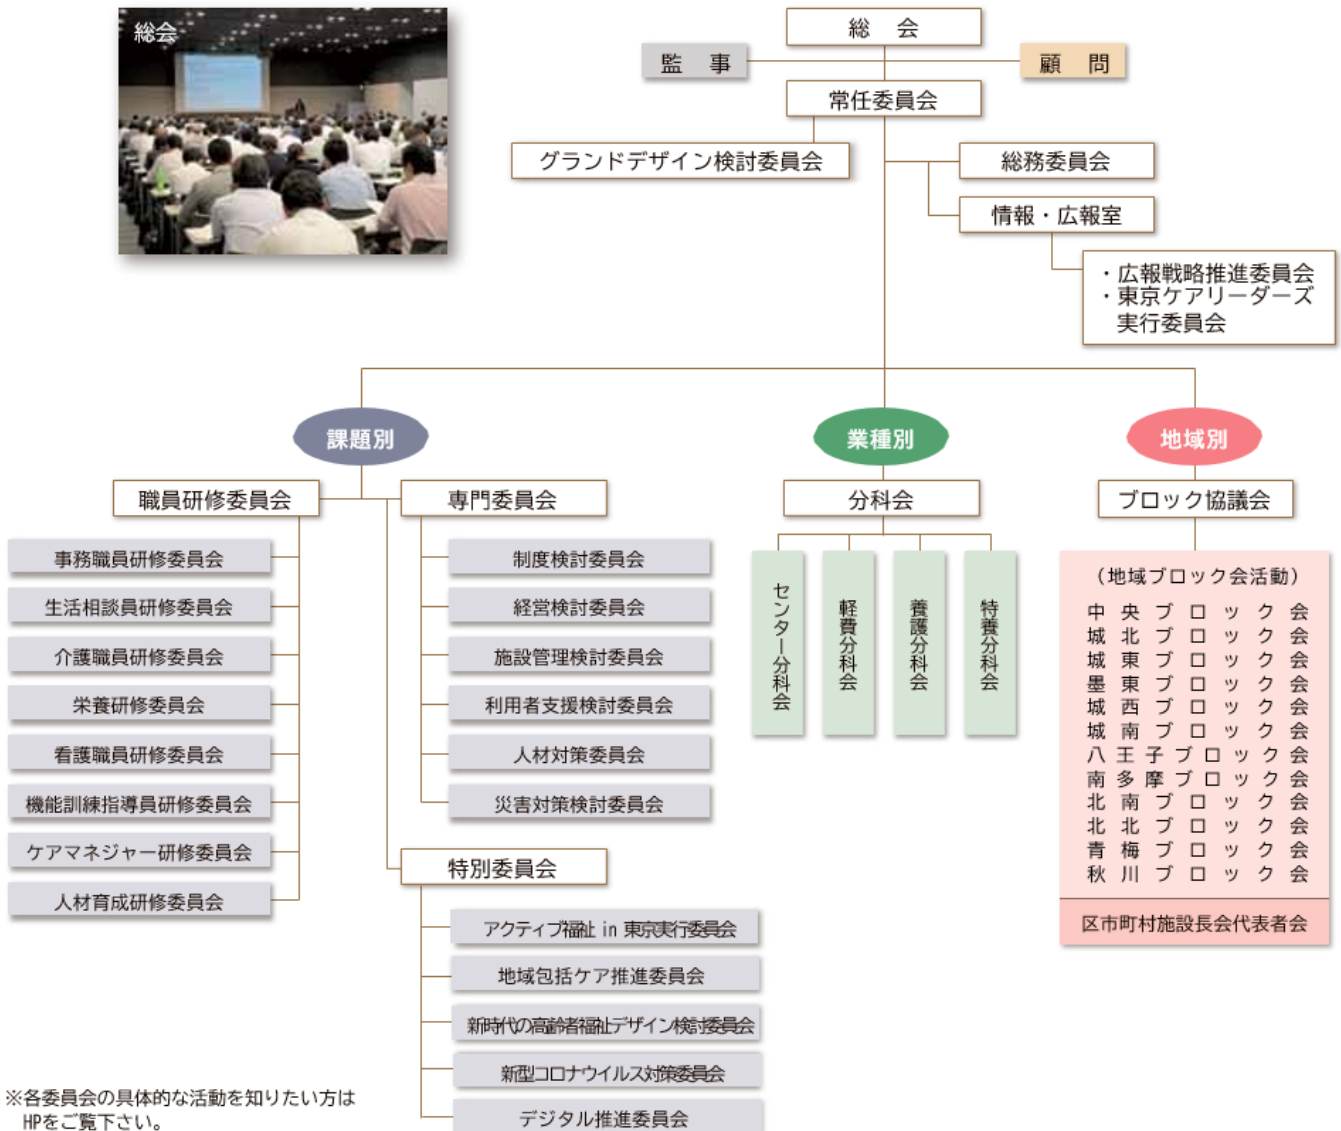 総会
総 会
監 事
顧 問
常任委員会
グランドデザイン検討委員会
総務委員会
情報・広報室
・広報戦略推進委員会
・東京ケアリーダーズ
実行委員会
課題別
業種別
地域別
職員研修委員会
事務職員研修委員会
生活相談員研修委員会
介護職員研修委員会
栄養研修委員会
看護職員研修委員会
機能訓練指導員研修委員会
ケアマネジャー研修委員会
人材育成研修委員会
専門委員会
制度検討委員会
経営検討委員会
施設管理検討委員会
利用者支援検討委員会
人材対策委員会
災害対策検討委員会
特別委員会
アクティブ福祉 in 東京実行委員会
地域包括ケア推進委員会
新時代の高齢者福祉デザイン検討委員会
新型コロナウイルス対策委員会
デジタル推進委員会
分科会
センター分科会
軽費分科会
養護分科会
特養分科会
ブロック協議会
（地域ブロック会活動）
中央ブロック会
城北ブロック会
城東ブロック会
墨東ブロック会
城西ブロック会
城南ブロック会
八王子ブロック会
南多摩ブロック会
北南ブロック会
北北ブロック会
青梅ブロック会
秋川ブロック会
区市町村施設長会代表者会
※各委員会の具体的な活動を知りたい方は
HPをご覧下さい。